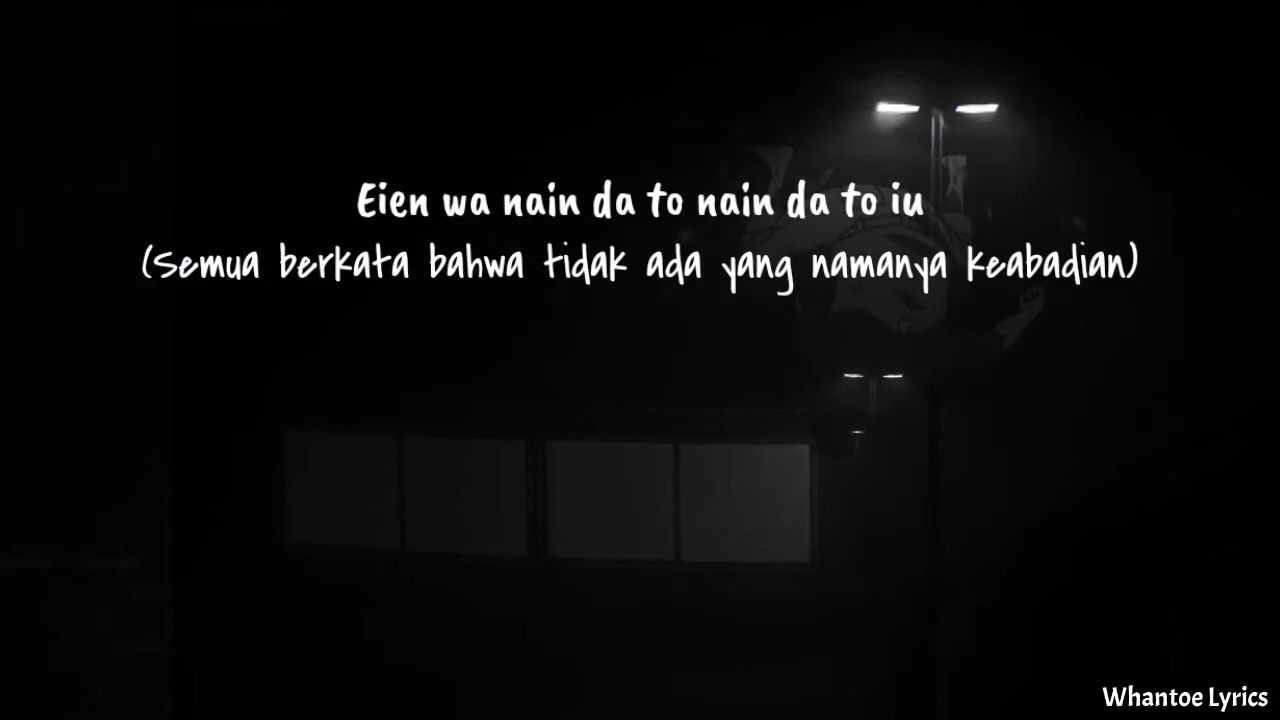 Eien wa nain da to nain da to iu
(Semua berkata bahwa tidak ada yang namanya keabadian)
Whantoe Lyrics